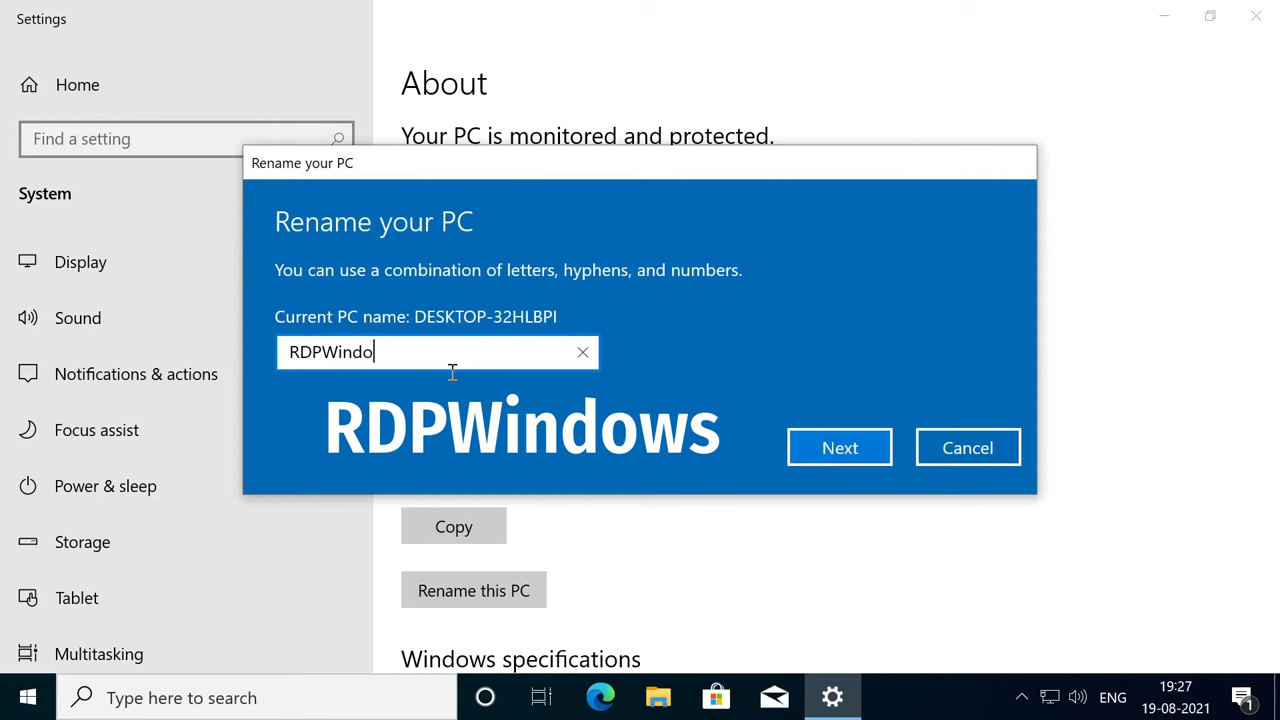 Settings
Home
Find a setting
System
Display
Sound
Notifications & actions
Focus assist
Power & sleep
Storage
Tablet
Multitasking
About
Your PC is monitored and protected.
Rename your PC
Rename your PC
You can use a combination of letters, hyphens, and numbers.
Current PC name: DESKTOP-32HLBPI
RDPWindo
RDPWindows
Next
Cancel
Copy
Rename this PC
Windows specifications
Type here to search
ENG
19:27
19-08-2021
1